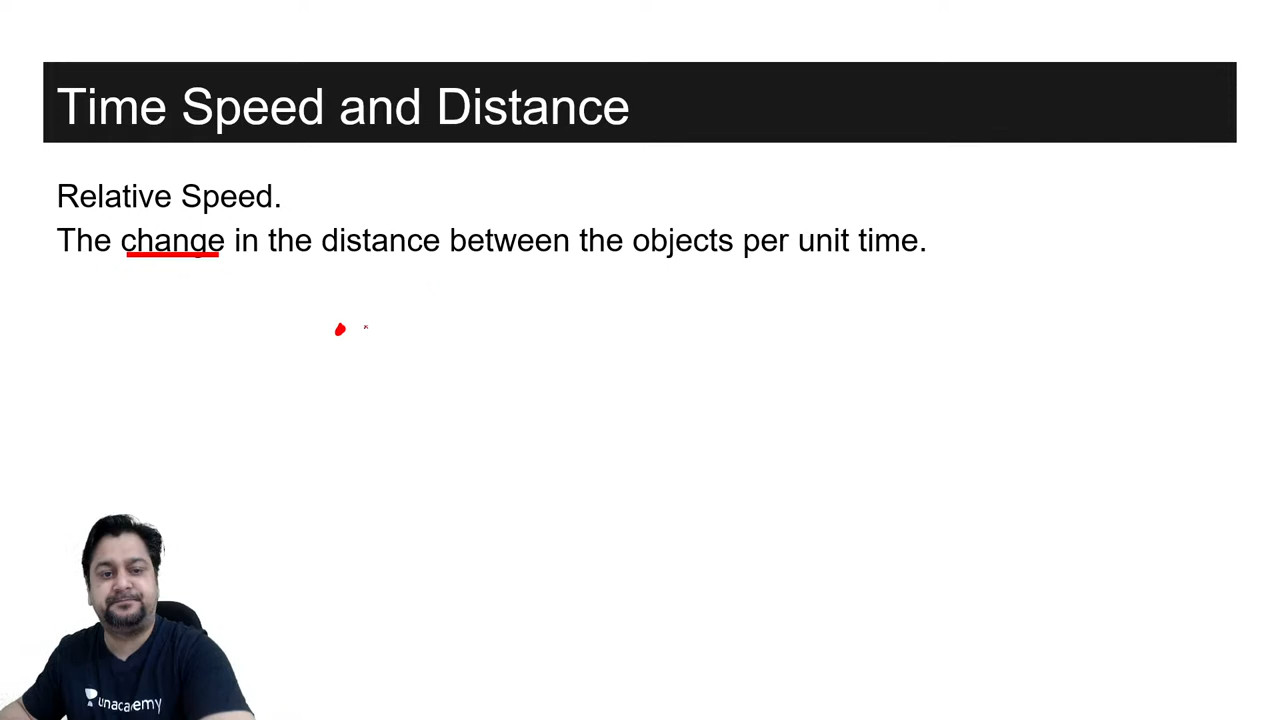 Time Speed and Distance
Relative Speed.
The change in the distance between the objects per unit time.
unacademy